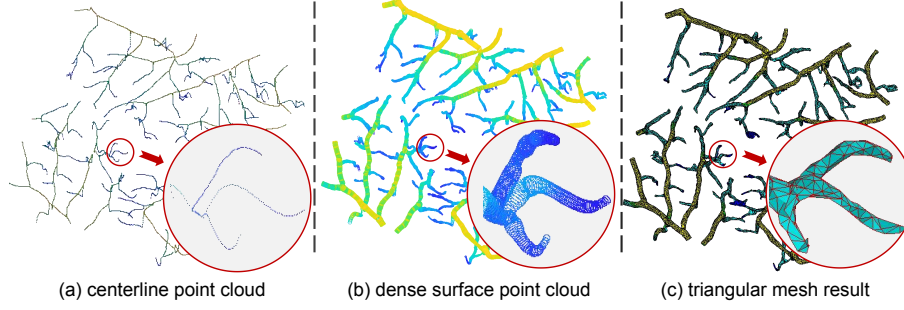 (a) centerline point cloud
(b) dense surface point cloud
(c) triangular mesh result